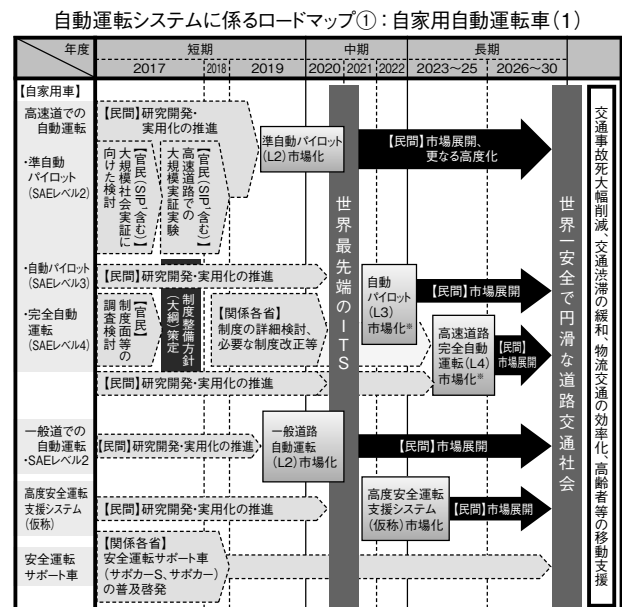 自動運転システムに係るロードマップ①：自家用自動運転車（1）
年度
短期
中期
長期
2017
2018
2019
2020
2021
2022
2023～25
2026～30
【自家用車】
高速道での
自動運転
・準自動
パイロット
（SAEレベル2）
・自動パイロット
（SAEレベル3）
・完全自動
運転
（SAEレベル4）
一般道での
自動運転
・SAEレベル2
高度安全運転
支援システム
（仮称）
安全運転
サポート車
【民間】研究開発・
実用化の推進
【官民（SIP*含む）】
大規模社会実証に
向けた検討
【官民（SIP*含む）】
高速道路での
大規模実証実験
準自動パイロット
（L2）市場化
【民間】市場展開、
更なる高度化
【民間】研究開発・実用化の推進
自動
パイロット
（L3）
市場化※
【民間】市場展開
【官民】
制度面等の
調査検討
制度整備方針
（大綱）策定
【関係各省】
制度の詳細検討、
必要な制度改正等
高速道路
完全自動
運転（L4）
市場化※
【民間】
市場展開
【民間】研究開発・実用化の推進
【民間】研究開発・実用化の推進
一般道路
自動運転
（L2）市場化
【民間】市場展開
【民間】研究開発・実用化の推進
高度安全運転
支援システム
（仮称）市場化
【民間】市場展開
【関係各省】
安全運転サポート車
（サポカーS、サポカー）
の普及啓発
世界最先端のITS
世界一安全で円滑な道路交通社会
交通事故死大幅削減、交通渋滞の緩和、物流交通の効率化、高齢者等の移動支援